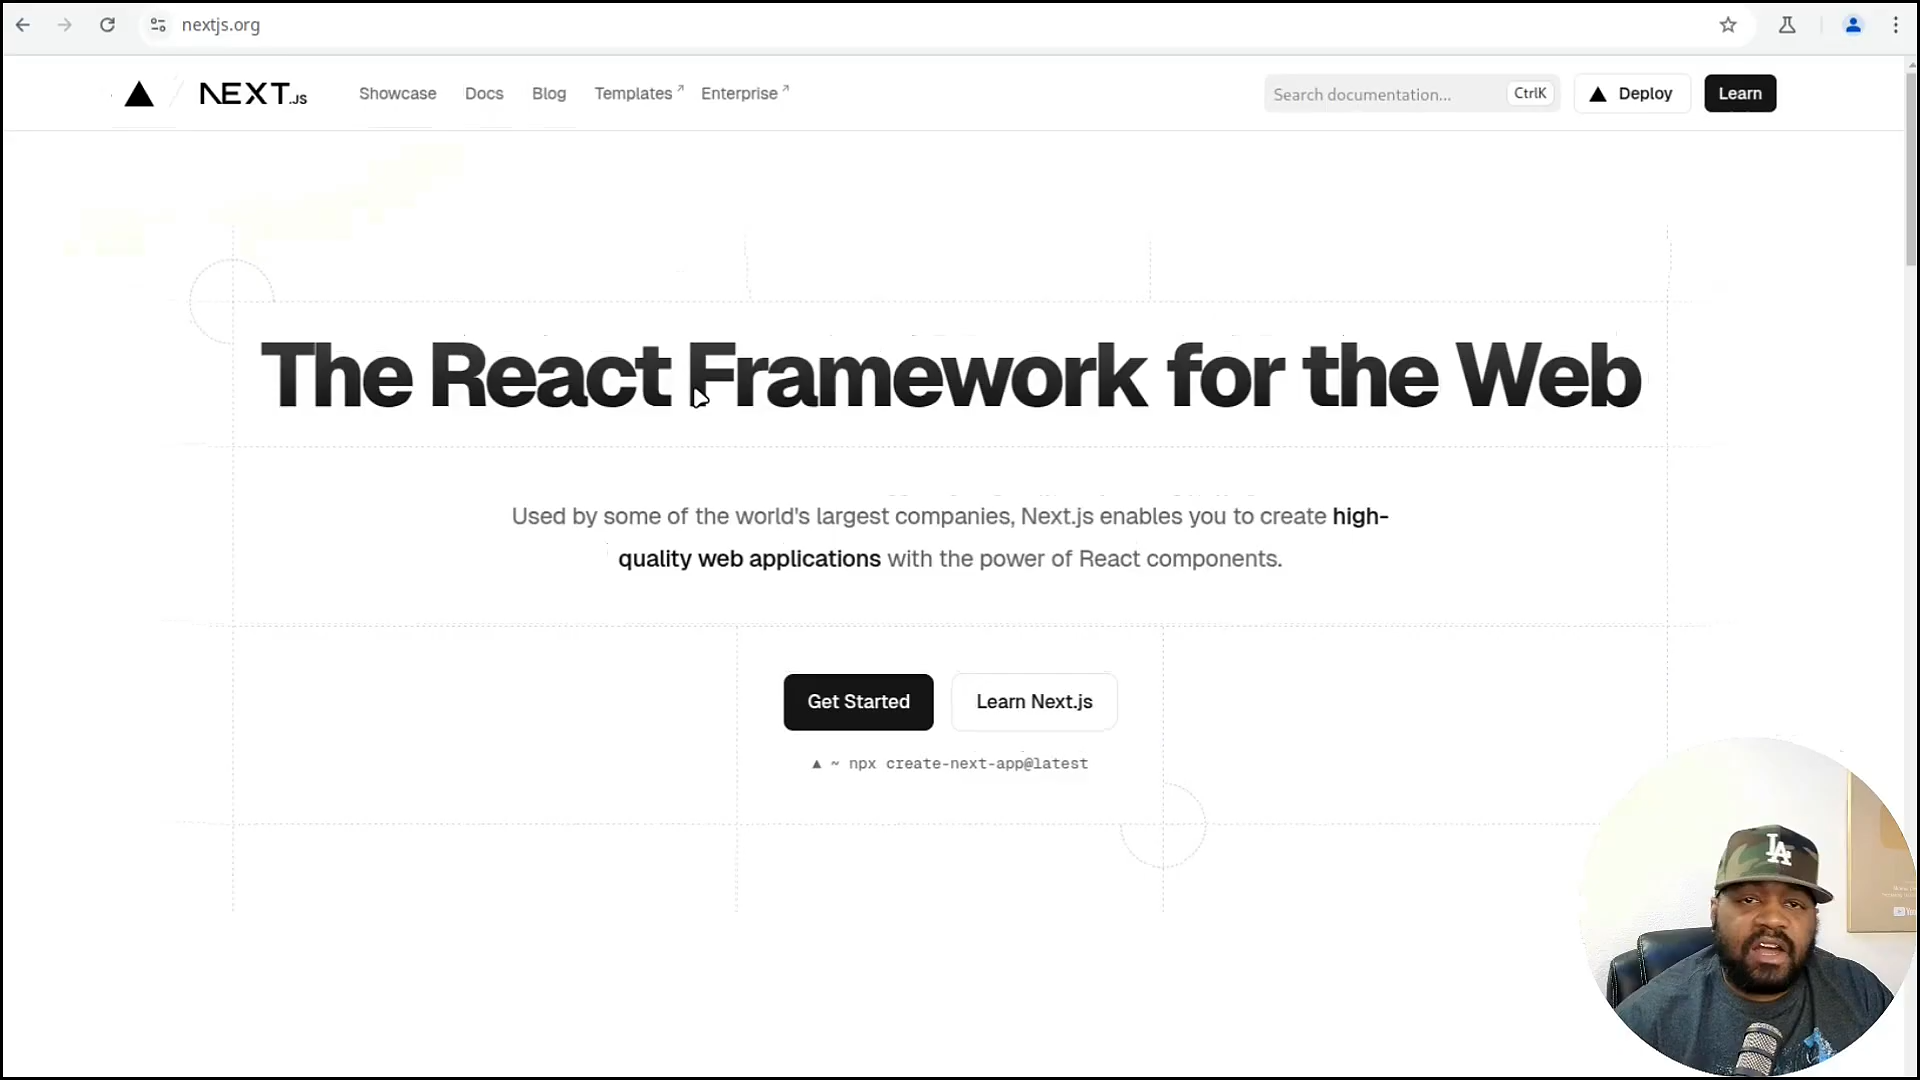 nextjs.org
NEXT.JS Showcase Docs Blog Templates ↗ Enterprise ↗ Search documentation... CtrlK Deploy Learn
The React Framework for the Web
Used by some of the world's largest companies, Next.js enables you to create high-
quality web applications with the power of React components.
Get Started Learn Next.js
▲ ~ npx create-next-app@latest
LA